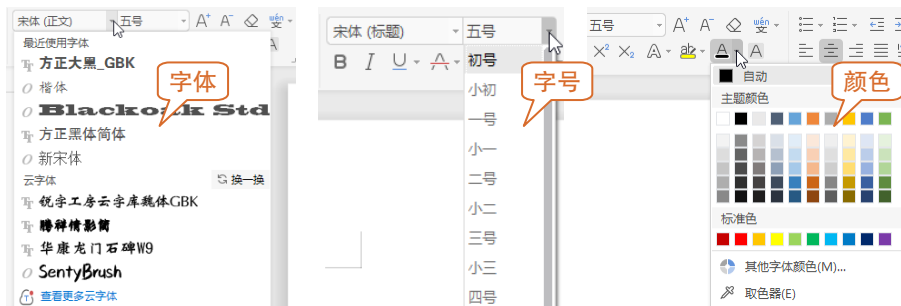 宋体 (正文)
五号
A⁺ A⁻ wén
最近使用字体
方正大黑_GBK
楷体
Blackoak Std
方正黑体简体
新宋体
云字体
换一换
锐字工房云字库魏体GBK
腾祥情影简
华康龙门石碑W9
SentyBrush
查看更多云字体
字体
宋体 (标题)
五号
B I U A
初号
小初
一号
小一
二号
小二
三号
小三
四号
字号
五号
A⁺ A⁻ wén
X² X₂ A ab A A
自动
主题颜色
标准色
其他字体颜色(M)...
取色器(E)
颜色